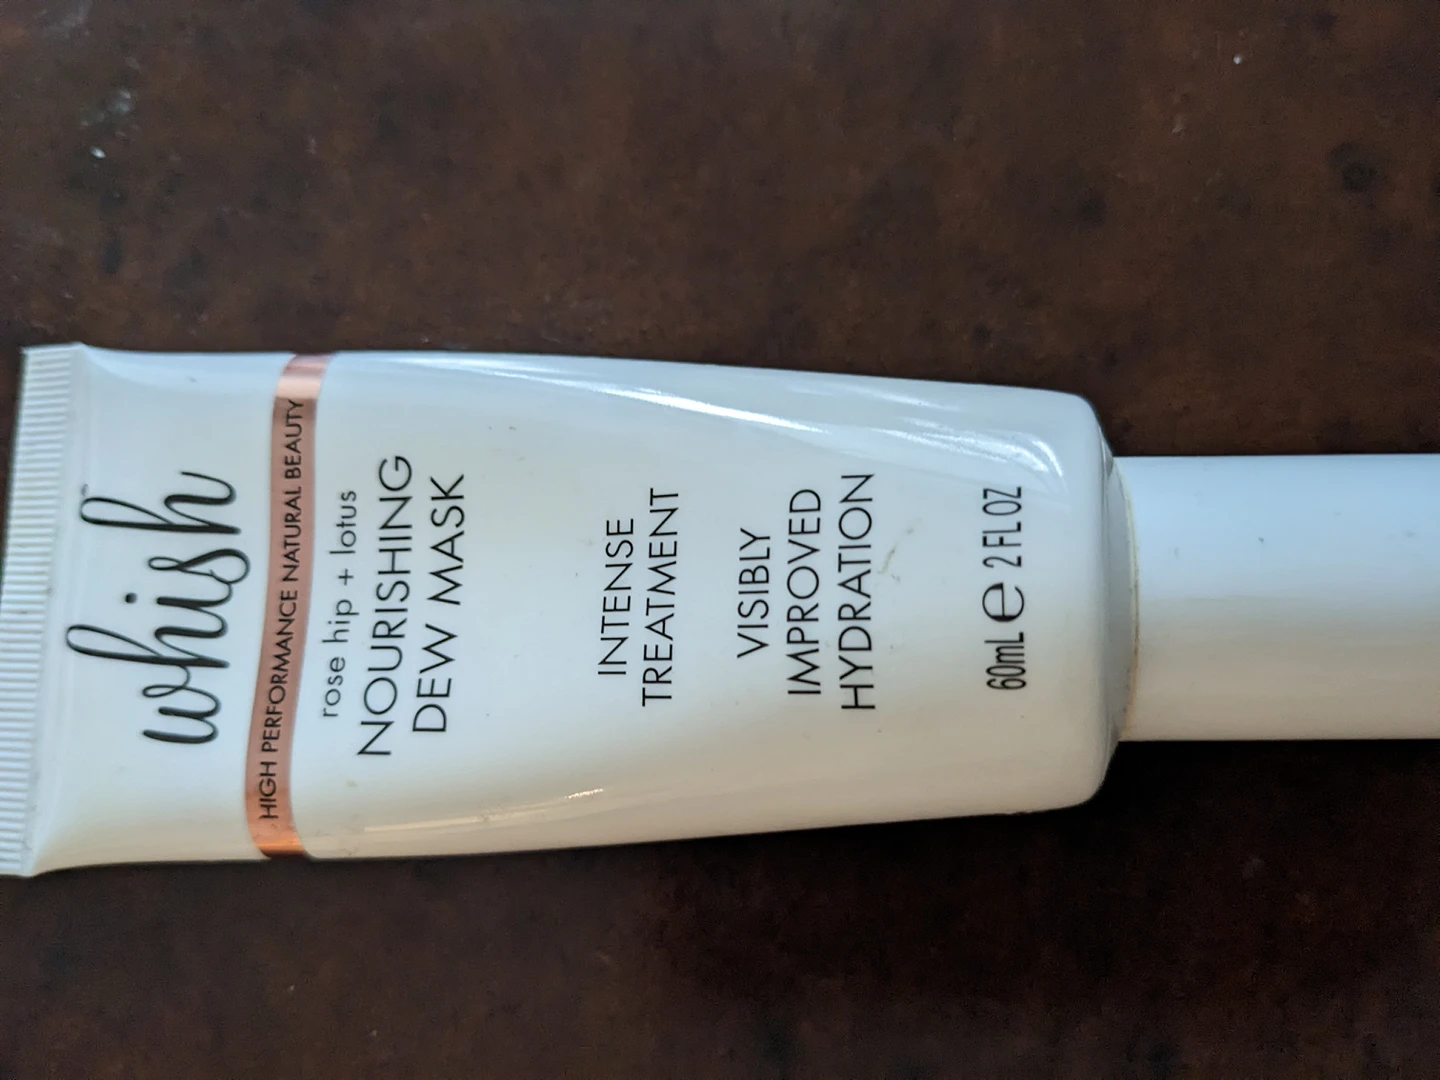 whish
HIGH PERFORMANCE NATURAL BEAUTY
rose hip + lotus
NOURISHING
DEW MASK
INTENSE
TREATMENT
VISIBLY
IMPROVED
HYDRATION
60mL e 2 FL OZ